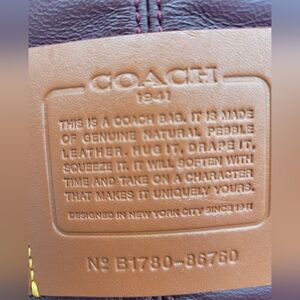 COACH
1941
THIS IS A COACH BAG. IT IS MADE
OF GENUINE NATURAL PEBBLE
LEATHER. HUG IT, DRAPE IT,
SQUEEZE IT. IT WILL SOFTEN WITH
TIME AND TAKE ON A CHARACTER
THAT MAKES IT UNIQUELY YOURS.
DESIGNED IN NEW YORK CITY SINCE 1941
Nº B1780-86760